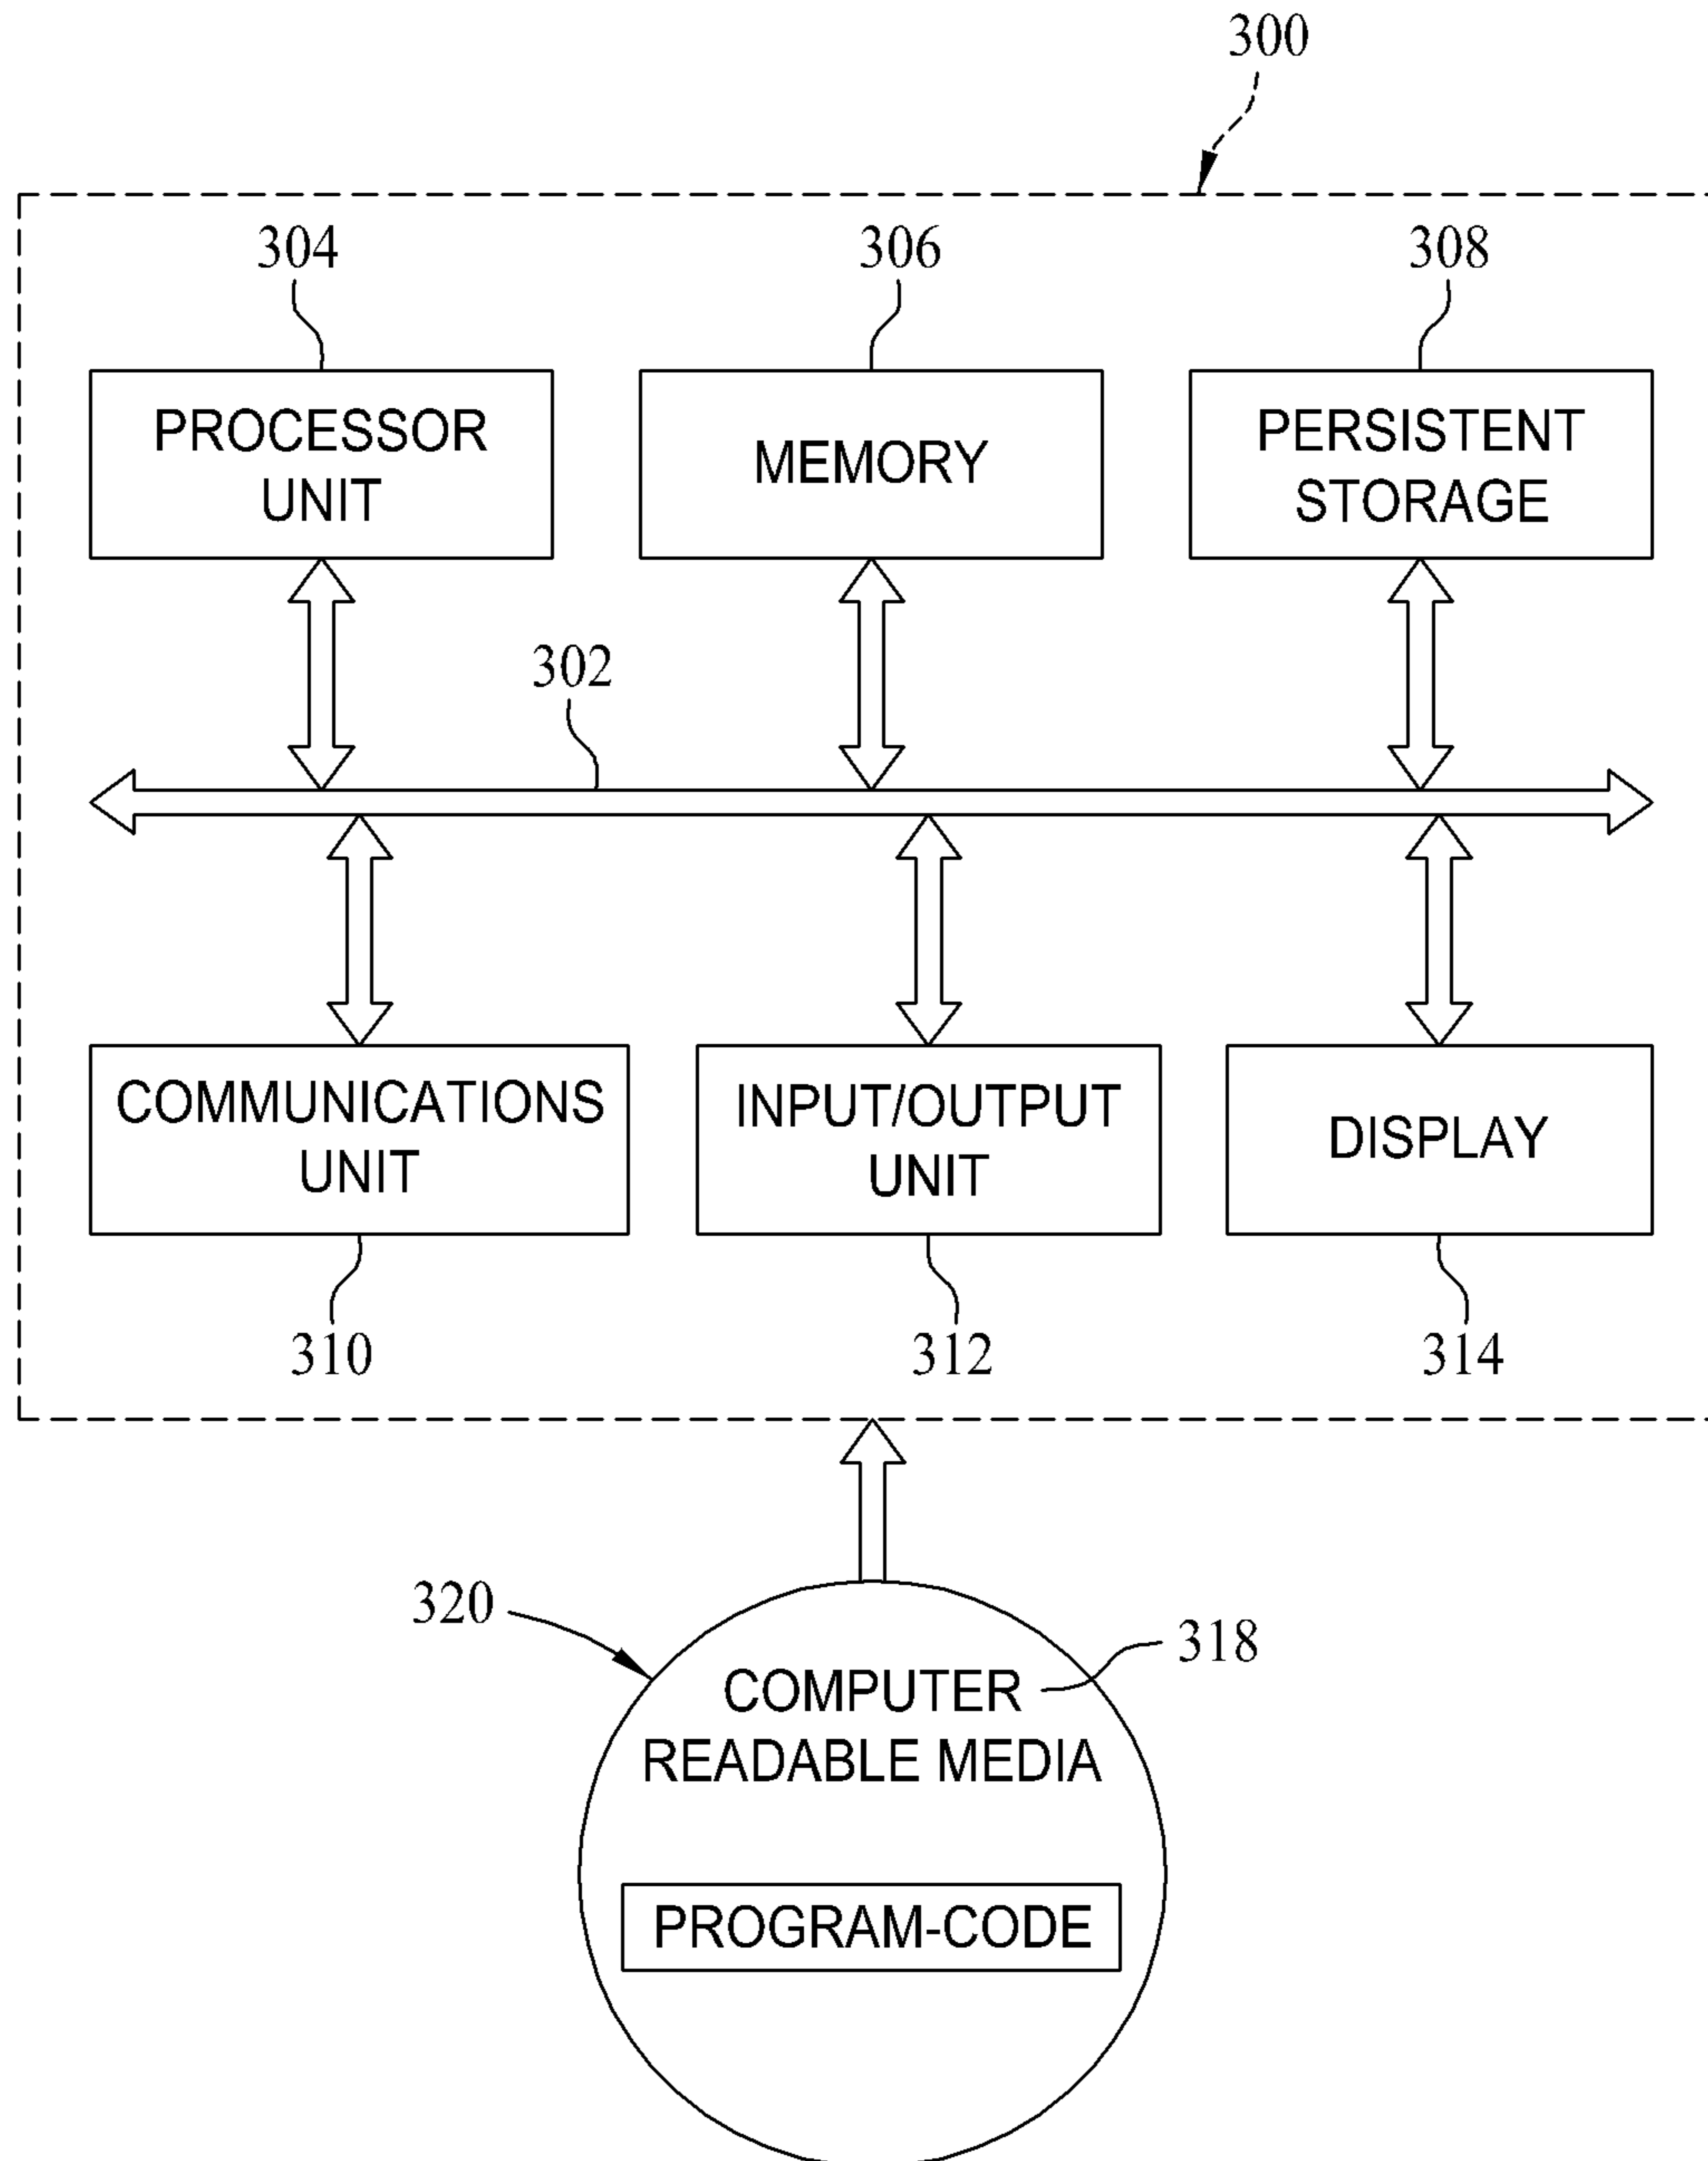 300
304
306
308
PROCESSOR
UNIT
MEMORY
PERSISTENT
STORAGE
302
COMMUNICATIONS
UNIT
INPUT/OUTPUT
UNIT
DISPLAY
310
312
314
320
318
COMPUTER
READABLE MEDIA
PROGRAM-CODE